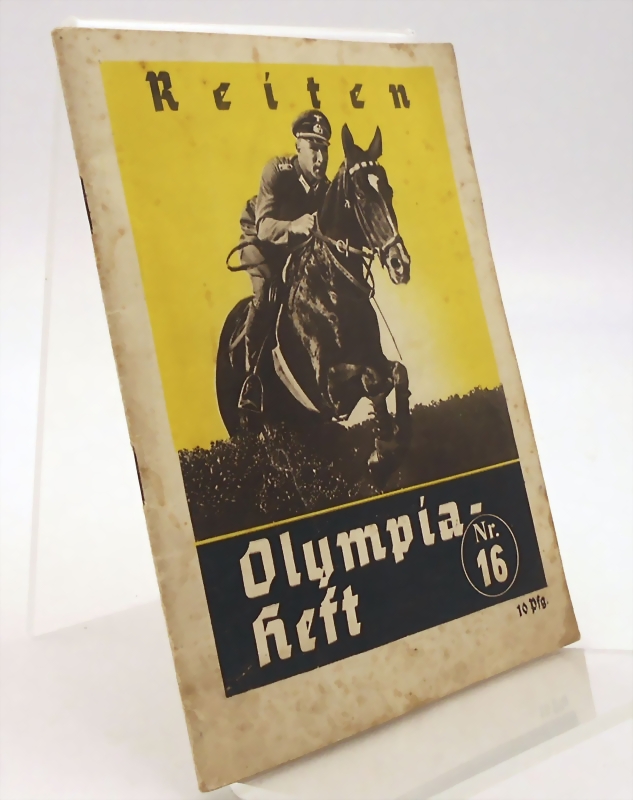 Reiten
Olympia-
Heft
Nr.
16
10 Pfg.